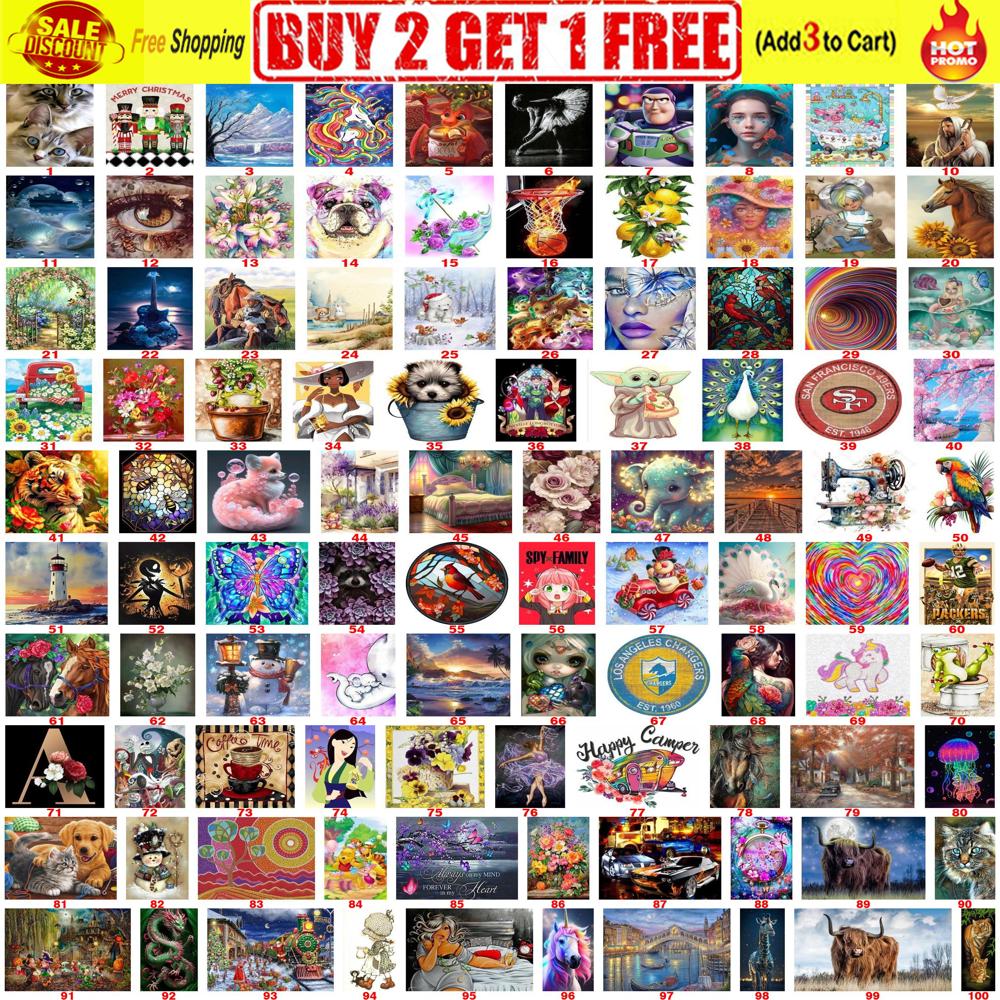 SALE
DISCOUNT
Free Shopping
BUY 2 GET 1 FREE
(Add 3 to Cart)
HOT
PROMO
MERRY CHRISTMAS
1 2 3 4 5 6 7 8 9 10
11 12 13 14 15 16 17 18 19 20
21 22 23 24 25 26 27 28 29 30
SAN FRANCISCO 49ERS
SF
EST. 1946
31 32 33 34 35 36 37 38 39 40
41 42 43 44 45 46 47 48 49 50
SPY×FAMILY
12
PACKERS
51 52 53 54 55 56 57 58 59 60
LOS ANGELES CHARGERS
CHARGERS
EST. 1960
61 62 63 64 65 66 67 68 69 70
A
Coffee Time
Happy Camper
71 72 73 74 75 76 77 78 79 80
Always on my MIND
FOREVER in my Heart
81 82 83 84 85 86 87 88 89 90
91 92 93 94 95 96 97 98 99 100